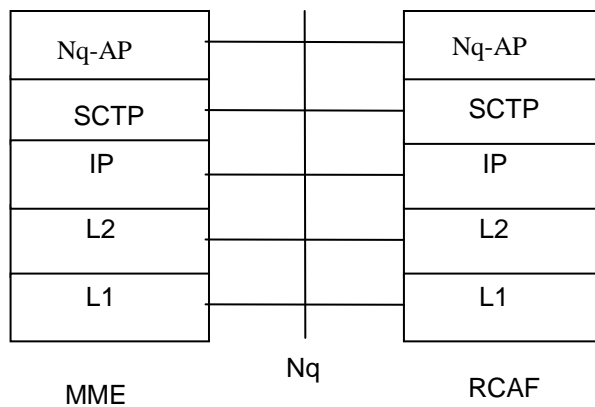 Nq-AP Nq-AP
SCTP SCTP
IP IP
L2 L2
L1 L1
Nq
MME RCAF